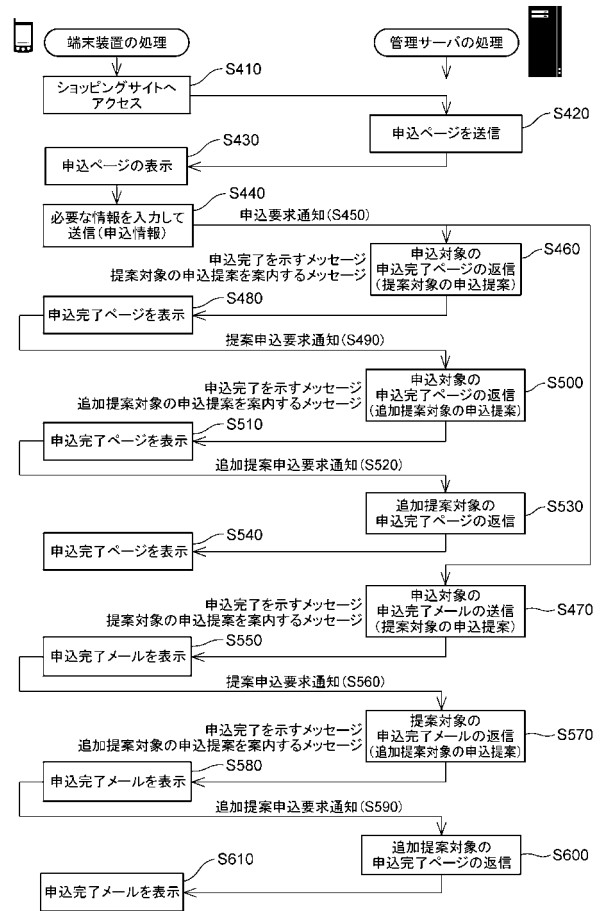 端末装置の処理
管理サーバの処理
S410
ショッピングサイトへ
アクセス
S420
申込ページを送信
S430
申込ページの表示
S440
必要な情報を入力して
送信(申込情報)
申込要求通知(S450)
S460
申込完了を示すメッセージ
提案対象の申込提案を案内するメッセージ
申込対象の
申込完了ページの返信
(提案対象の申込提案)
S480
申込完了ページを表示
提案申込要求通知(S490)
S500
申込完了を示すメッセージ
追加提案対象の申込提案を案内するメッセージ
申込対象の
申込完了ページの返信
(追加提案対象の申込提案)
S510
申込完了ページを表示
追加提案申込要求通知(S520)
S530
追加提案対象の
申込完了ページの返信
S540
申込完了ページを表示
S470
申込完了を示すメッセージ
提案対象の申込提案を案内するメッセージ
申込対象の
申込完了メールの送信
(提案対象の申込提案)
S550
申込完了メールを表示
提案申込要求通知(S560)
S570
申込完了を示すメッセージ
追加提案対象の申込提案を案内するメッセージ
提案対象の
申込完了メールの返信
(追加提案対象の申込提案)
S580
申込完了メールを表示
追加提案申込要求通知(S590)
S600
追加提案対象の
申込完了ページの返信
S610
申込完了メールを表示